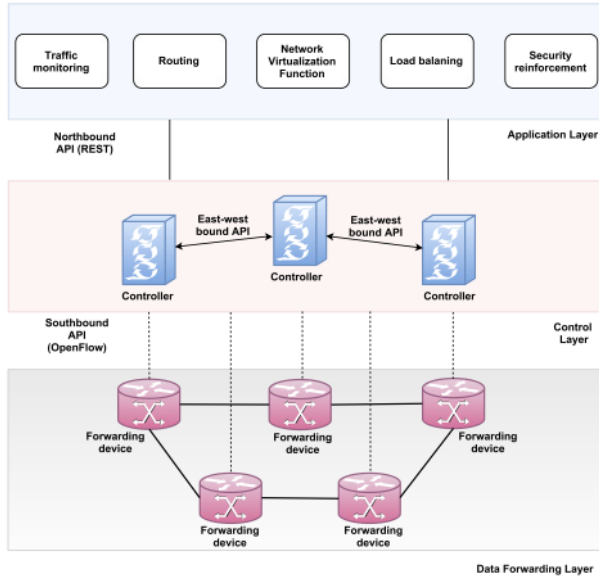 Traffic
monitoring
Routing
Network
Virtualization
Function
Load balaning
Security
reinforcement
Northbound
API (REST)
Application Layer
East-west
bound API
East-west
bound API
Controller
Controller
Controller
Southbound
API
(OpenFlow)
Control
Layer
Forwarding
device
Forwarding
device
Forwarding
device
Forwarding
device
Forwarding
device
Data Forwarding Layer